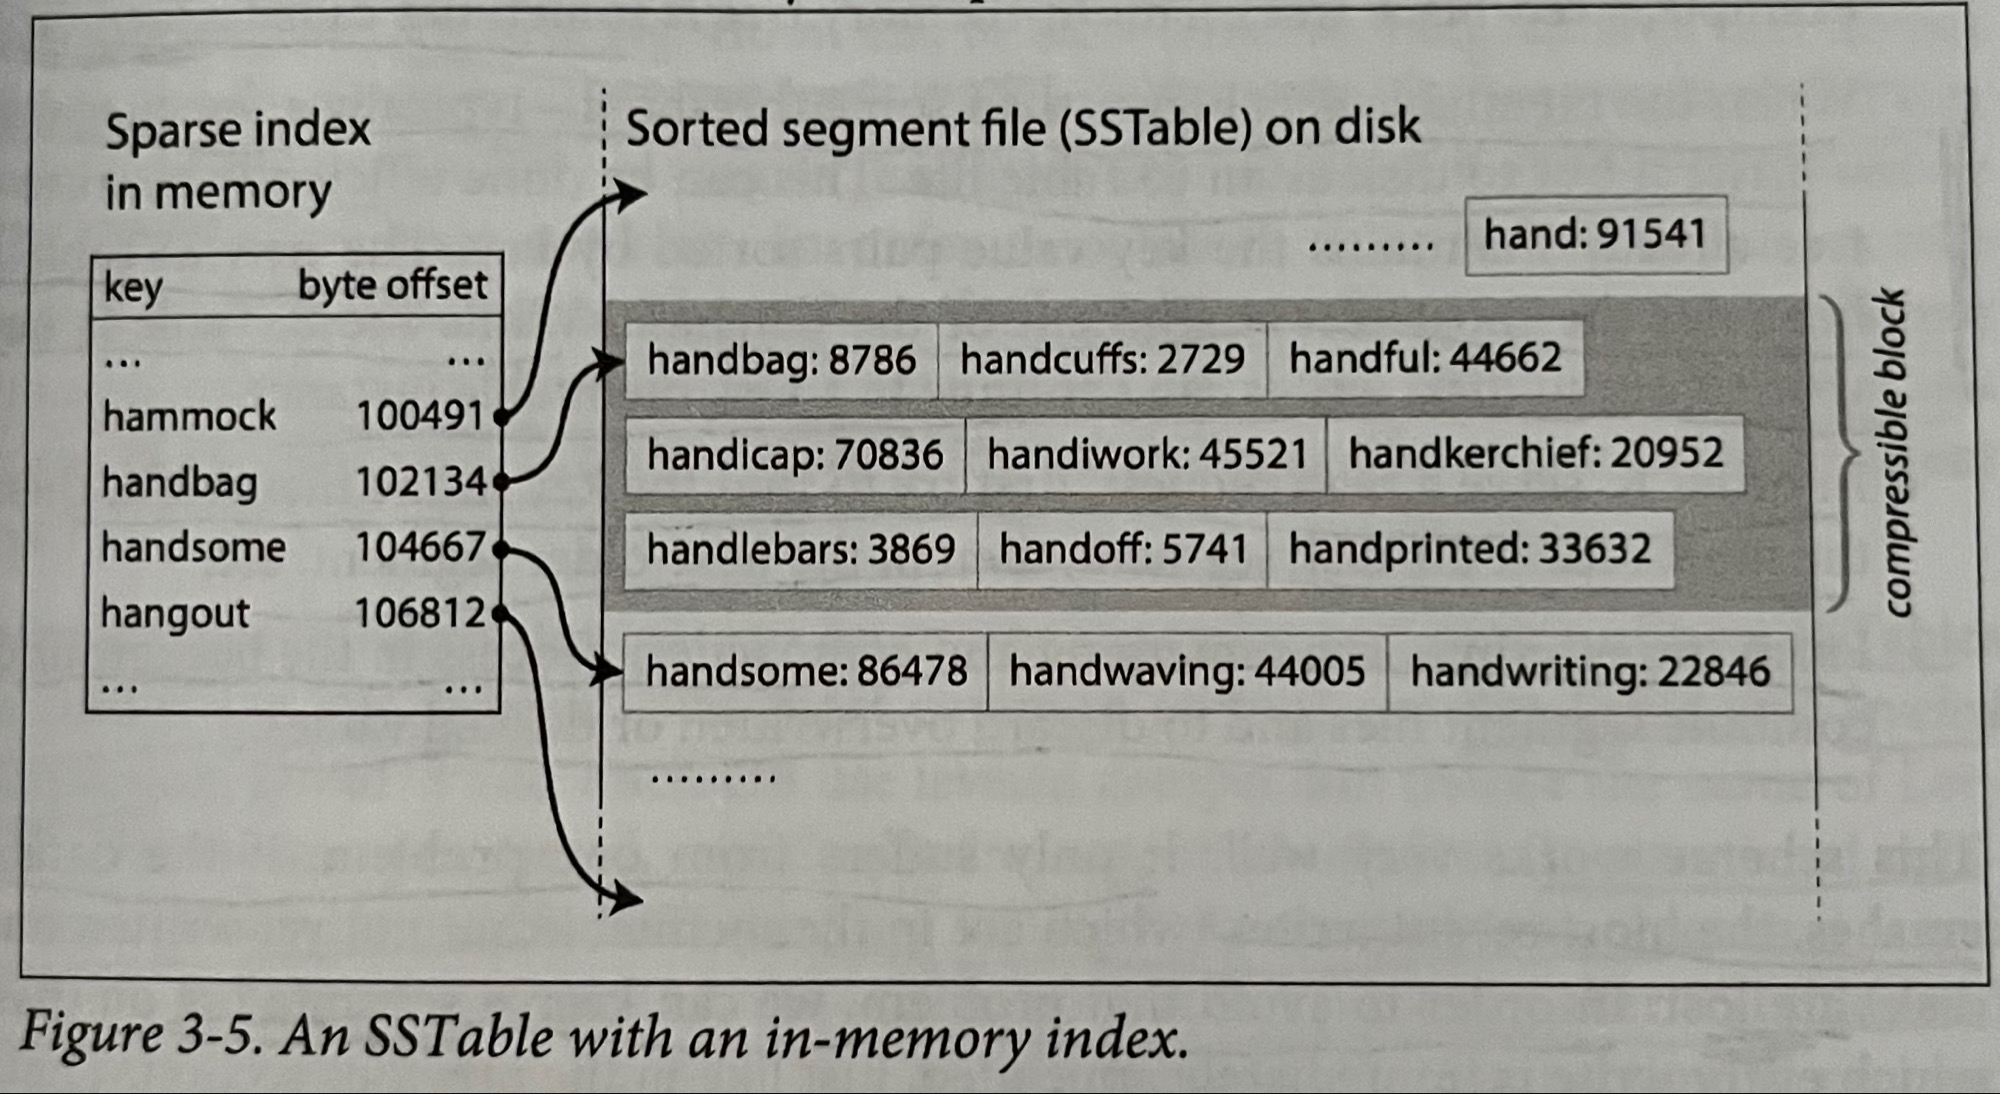 Sparse index
in memory
key byte offset
... ...
hammock 100491
handbag 102134
handsome 104667
hangout 106812
... ...
Sorted segment file (SSTable) on disk
......... hand: 91541
handbag: 8786 handcuffs: 2729 handful: 44662
handicap: 70836 handiwork: 45521 handkerchief: 20952
handlebars: 3869 handoff: 5741 handprinted: 33632
handsome: 86478 handwaving: 44005 handwriting: 22846
.........
compressible block
Figure 3-5. An SSTable with an in-memory index.